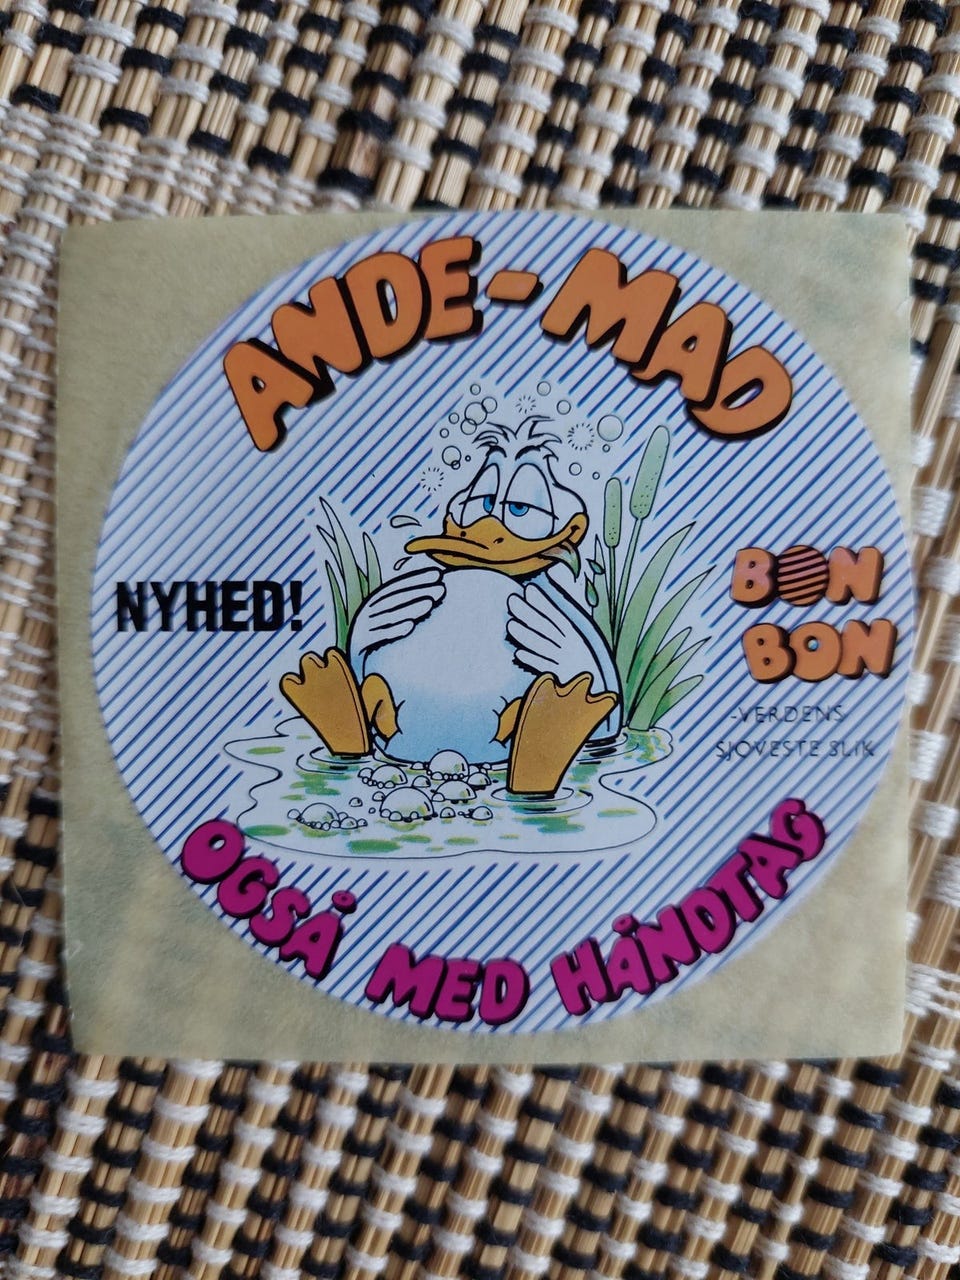 ANDE-MAD
NYHED!
BON
BON
-VERDENS
SJOVESTE SLIK
OGSÅ MED HÅNDTAG